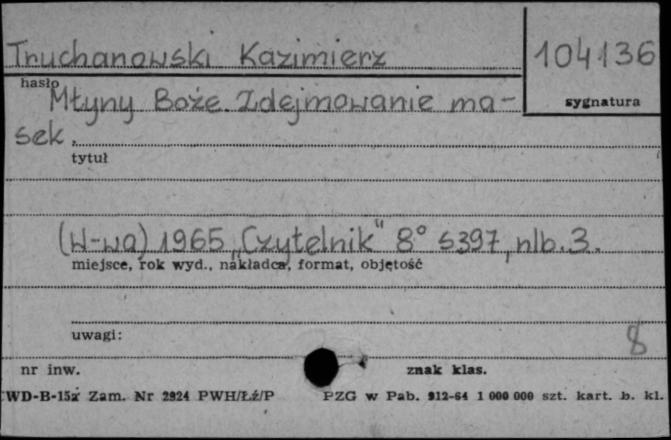 Truchanowski Kazimierz
104136
hasło
sygnatura
Młyny Boże. Zdejmowanie ma-
sek.
tytuł
(W-wa) 1965 „Czytelnik" 8° s397, nlb. 3.
miejsce, rok wyd., nakładca, format, objętość
uwagi:
8
nr inw.
znak klas.
WD-B-15a Zam. Nr 2924 PWH/Łź/P PZG w Pab. 912-64 1 000 000 szt. kart. b. kl.